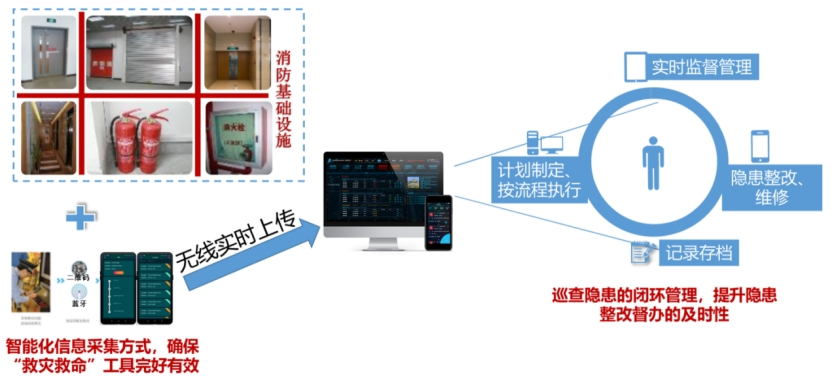 消防基础设施
消火栓
无线实时上传
二维码
蓝牙
智能化信息采集方式，确保
“救灾救命”工具完好有效
实时监督管理
计划制定、
按流程执行
隐患整改、
维修
记录存档
巡查隐患的闭环管理，提升隐患
整改督办的及时性